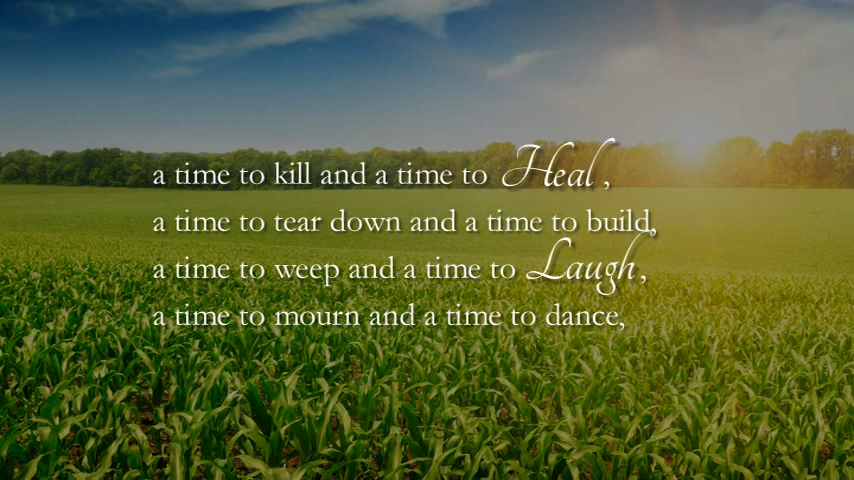 a time to kill and a time to Heal,
a time to tear down and a time to build,
a time to weep and a time to Laugh,
a time to mourn and a time to dance,